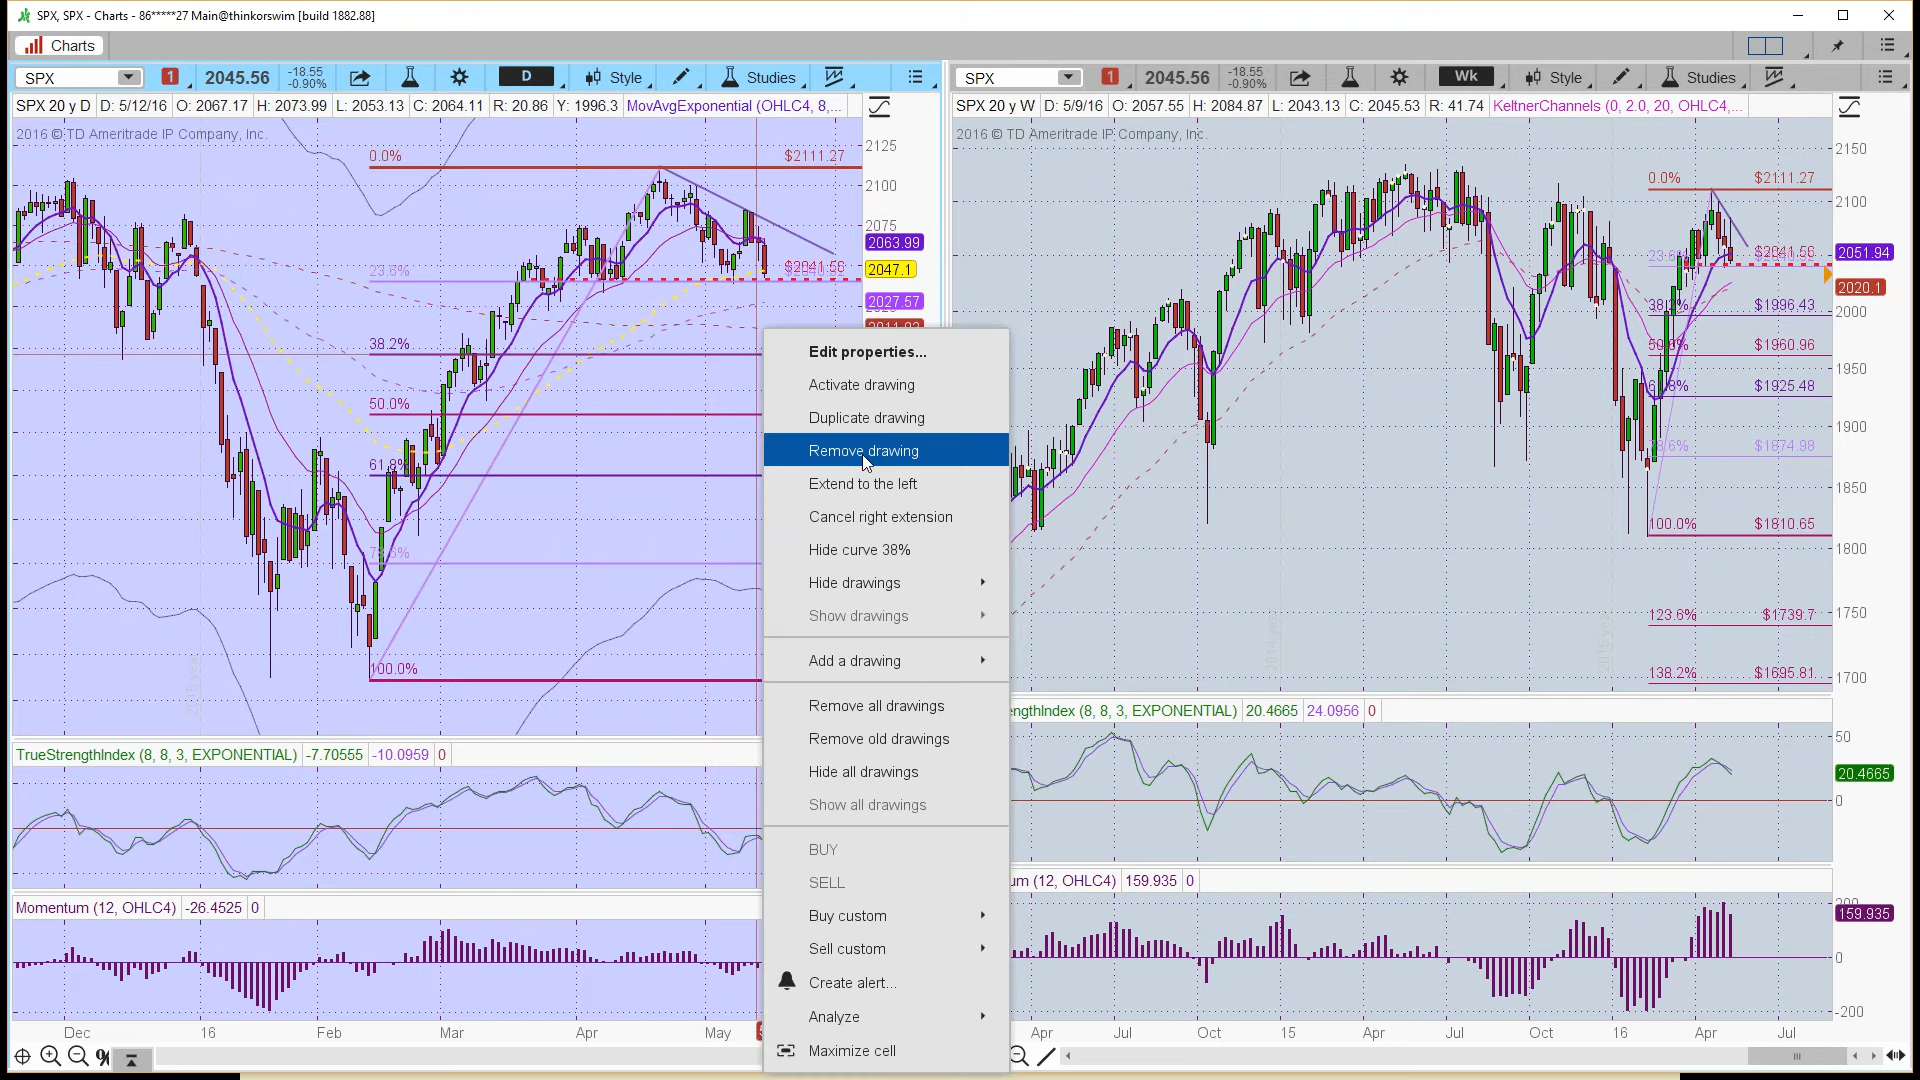 SPX, SPX - Charts - 86*****27 Main@thinkorswim [build 1882.88]
Charts
SPX 1 2045.56 -18.55 -0.90% D Style Studies
SPX 20 y D D: 5/12/16 O: 2067.17 H: 2073.99 L: 2053.13 C: 2064.11 R: 20.86 Y: 1996.3 MovAvgExponential (OHLC4, 8,...
2016 © TD Ameritrade IP Company, Inc.
2125
0.0% $2111.27
2100
2075
2063.99
$2041.56
2047.1
23.6%
2027.57
38.2%
50.0%
61.8%
100.0%
TrueStrengthIndex (8, 8, 3, EXPONENTIAL) -7.70555 -10.0959 0
Momentum (12, OHLC4) -26.4525 0
Dec 16 Feb Mar Apr May
Edit properties...
Activate drawing
Duplicate drawing
Remove drawing
Extend to the left
Cancel right extension
Hide curve 38%
Hide drawings
Show drawings
Add a drawing
Remove all drawings
Remove old drawings
Hide all drawings
Show all drawings
BUY
SELL
Buy custom
Sell custom
Create alert...
Analyze
Maximize cell
SPX 1 2045.56 -18.55 -0.90% Wk Style Studies
SPX 20 y W D: 5/9/16 O: 2057.55 H: 2084.87 L: 2043.13 C: 2045.53 R: 41.74 KeltnerChannels (0, 2.0, 20, OHLC4,...
2016 © TD Ameritrade IP Company, Inc.
2150
0.0% $2111.27
2100
$2041.56
2051.94
2020.1
38.2% $1996.43
2000
50.0% $1960.96
1950
61.8% $1925.48
1900
78.6% $1874.98
1850
100.0% $1810.65
1800
123.6% $1739.7
1750
138.2% $1695.81
1700
ngthIndex (8, 8, 3, EXPONENTIAL) 20.4665 24.0956 0
50
20.4665
0
um (12, OHLC4) 159.935 0
159.935
0
-200
Apr Jul Oct 15 Apr Jul Oct 16 Apr Jul